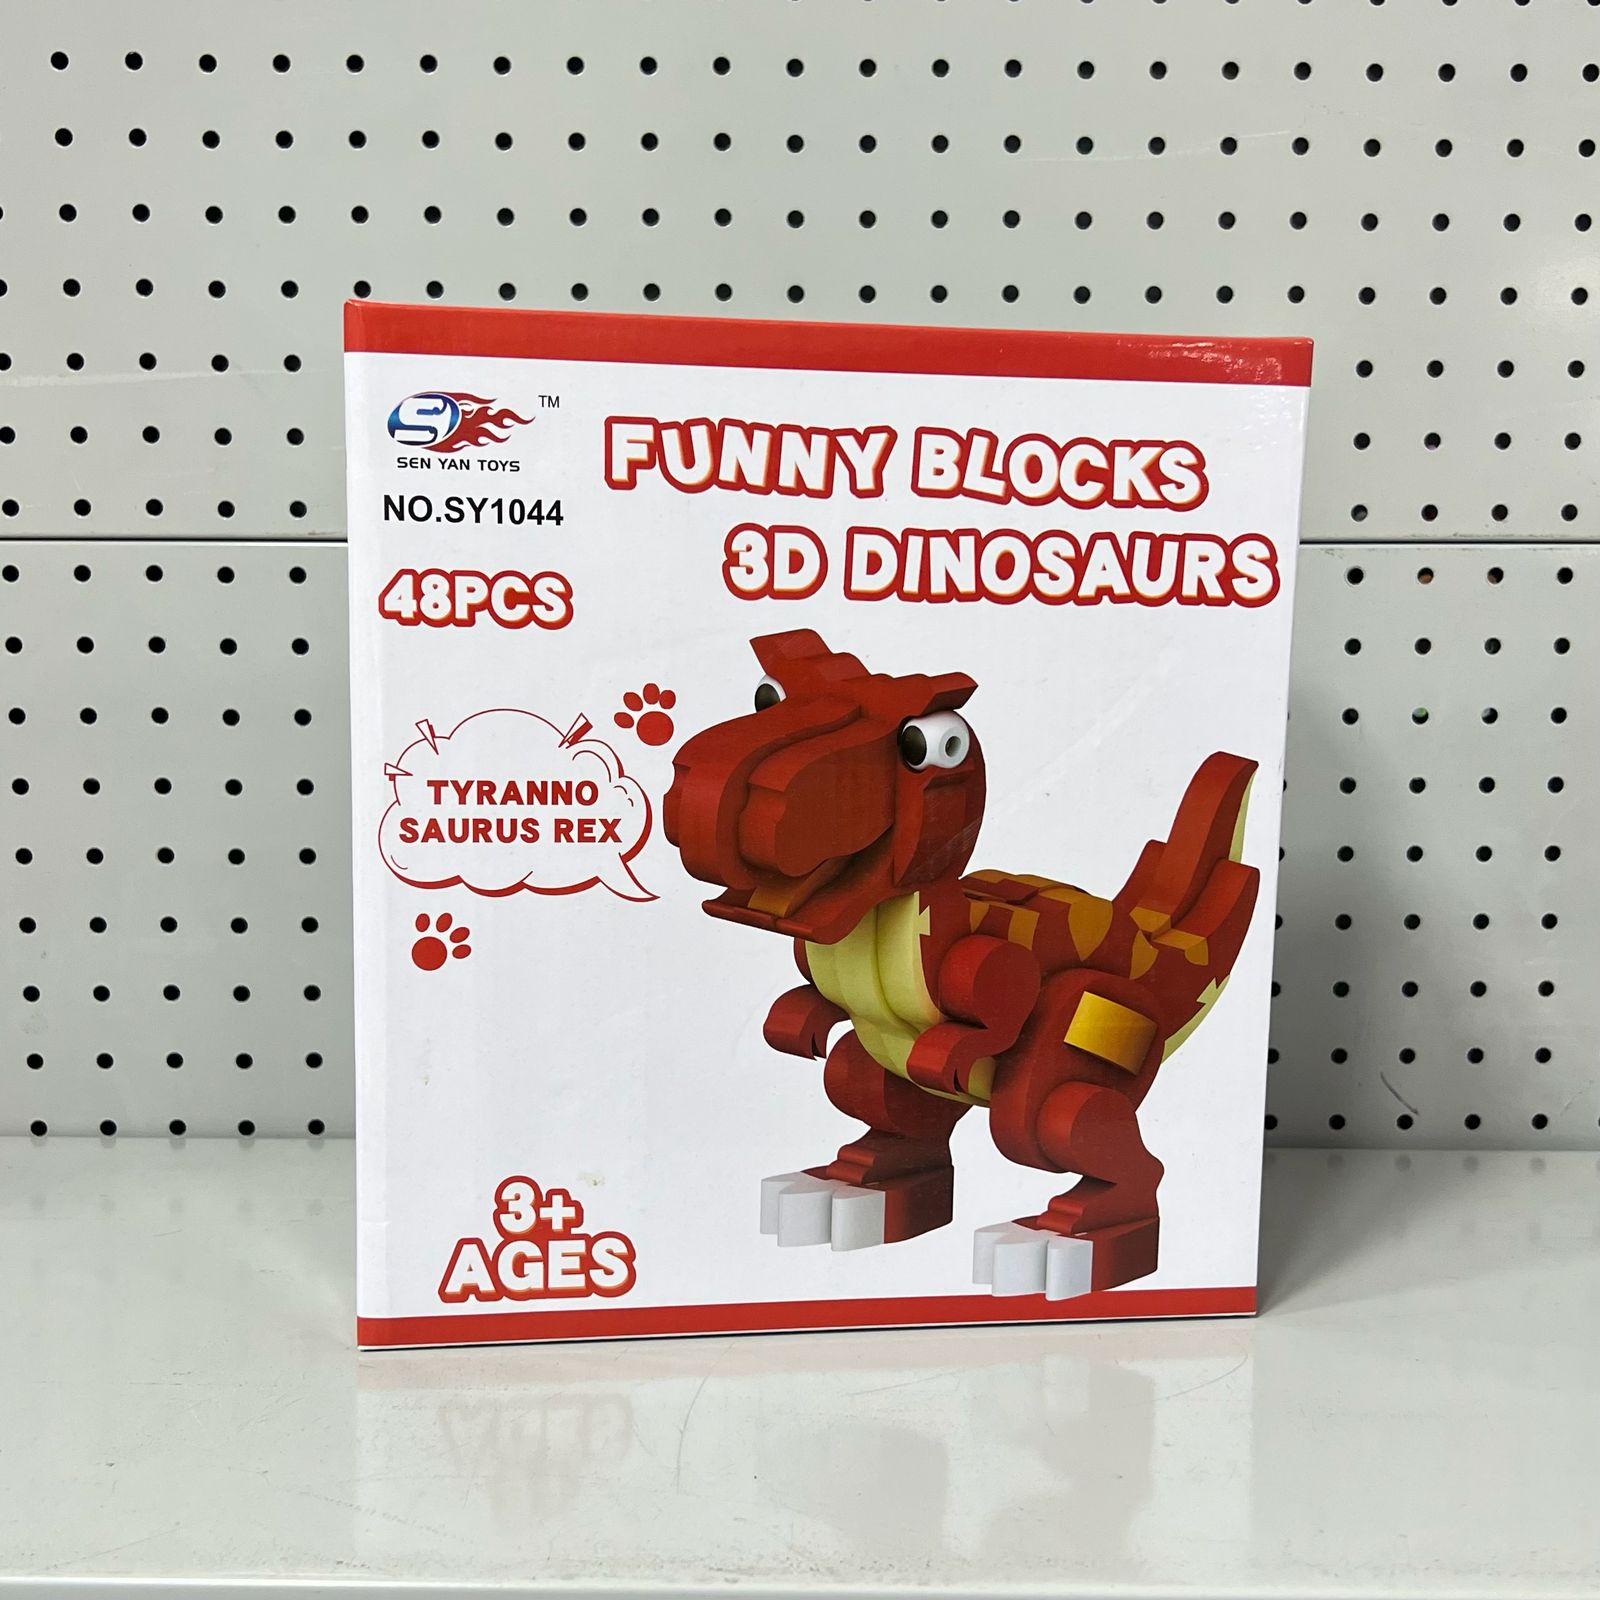 TM
SEN YAN TOYS
NO.SY1044
FUNNY BLOCKS
3D DINOSAURS
48PCS
TYRANNO
SAURUS REX
3+
AGES